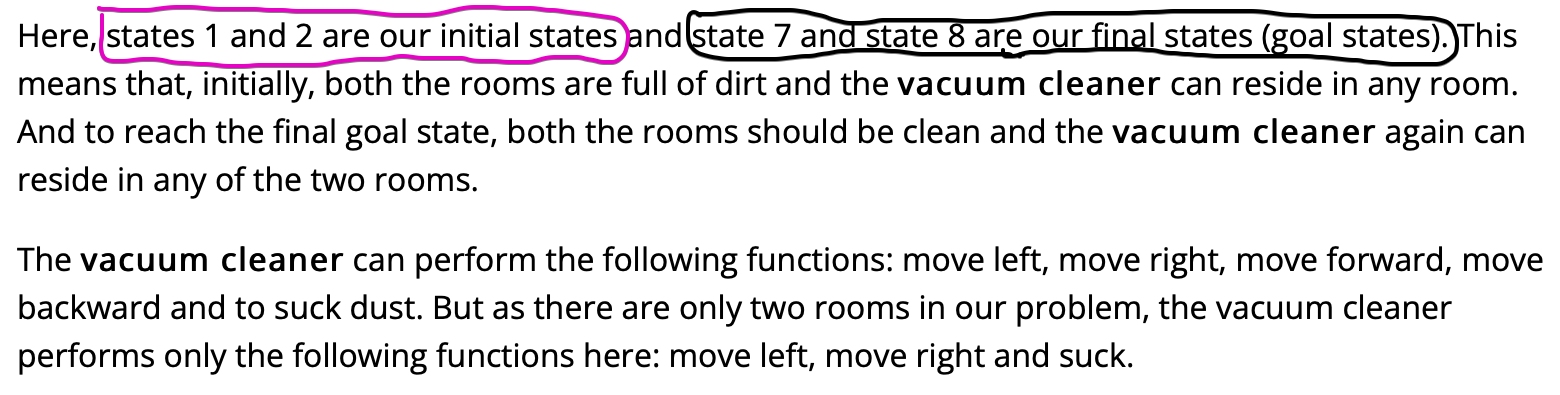 Here, states 1 and 2 are our initial states and state 7 and state 8 are our final states (goal states). This
means that, initially, both the rooms are full of dirt and the vacuum cleaner can reside in any room.
And to reach the final goal state, both the rooms should be clean and the vacuum cleaner again can
reside in any of the two rooms.
The vacuum cleaner can perform the following functions: move left, move right, move forward, move
backward and to suck dust. But as there are only two rooms in our problem, the vacuum cleaner
performs only the following functions here: move left, move right and suck.